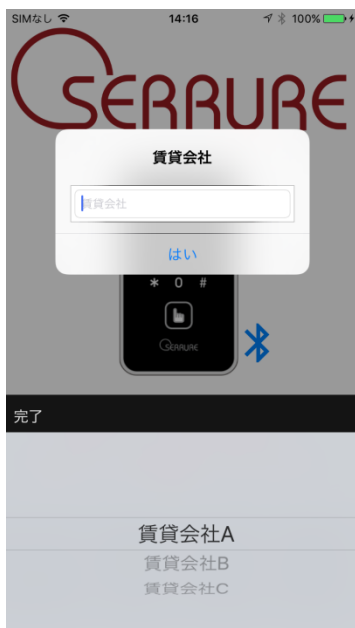 SIMなし 14:16 100%
SERRURE
賃貸会社
賃貸会社
はい
* 0 #
SERRURE
完了
賃貸会社A
賃貸会社B
賃貸会社C